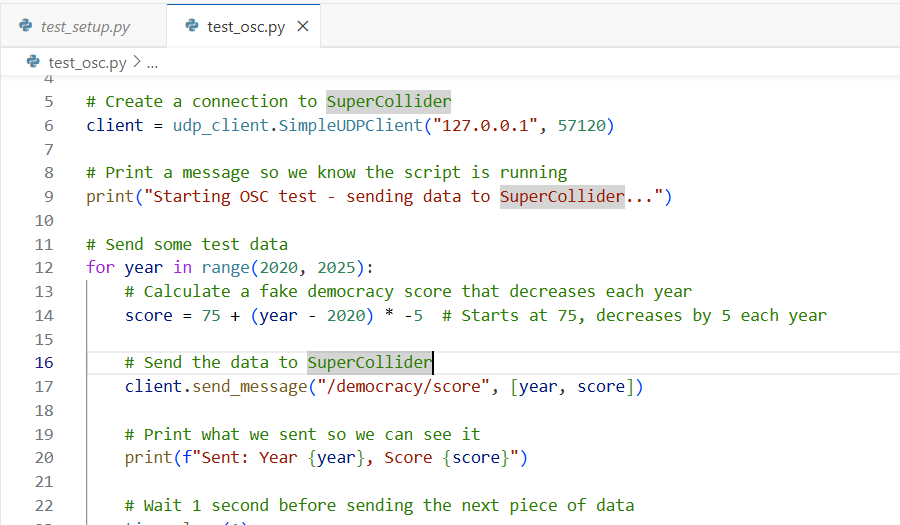 test_setup.py
test_osc.py
test_osc.py > ...
4
5 # Create a connection to SuperCollider
6 client = udp_client.SimpleUDPClient("127.0.0.1", 57120)
7
8 # Print a message so we know the script is running
9 print("Starting OSC test - sending data to SuperCollider...")
10
11 # Send some test data
12 for year in range(2020, 2025):
13     # Calculate a fake democracy score that decreases each year
14     score = 75 + (year - 2020) * -5  # Starts at 75, decreases by 5 each year
15
16     # Send the data to SuperCollider
17     client.send_message("/democracy/score", [year, score])
18
19     # Print what we sent so we can see it
20     print(f"Sent: Year {year}, Score {score}")
21
22     # Wait 1 second before sending the next piece of data